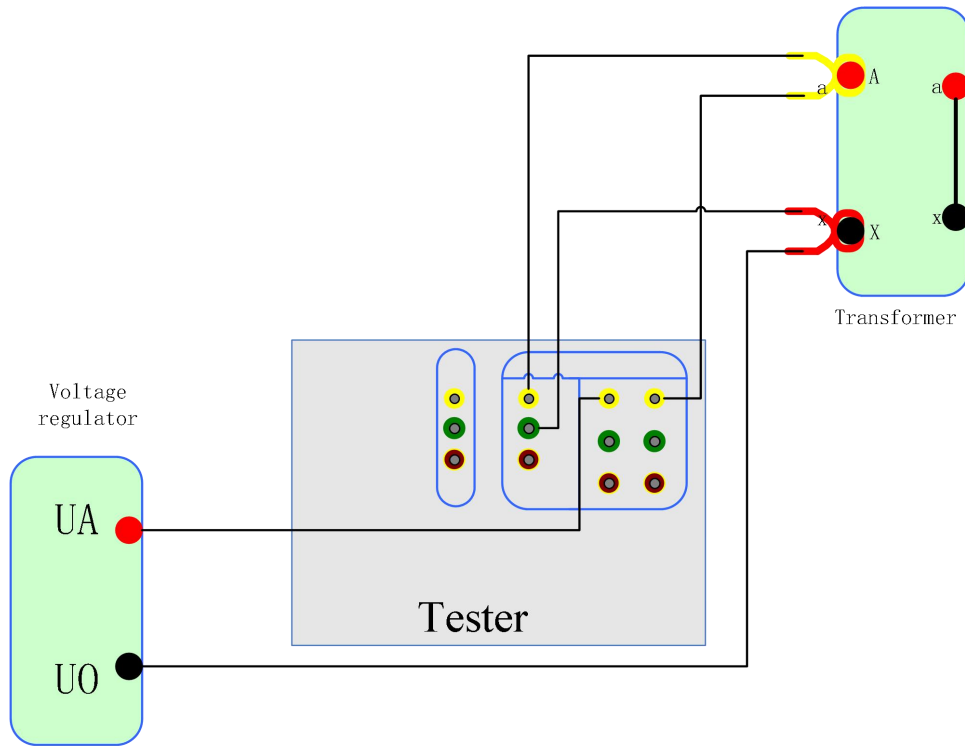 A
a
a
x
X
x
Transformer
Voltage
regulator
UA
UO
Tester